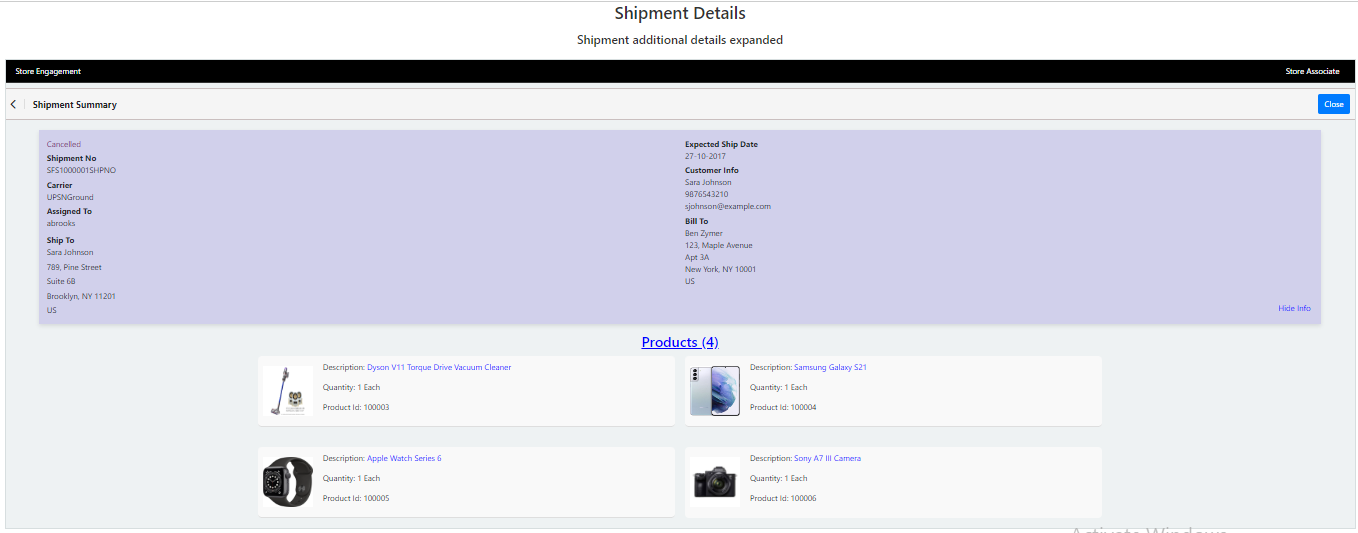 Shipment Details
Shipment additional details expanded
Store Engagement
Store Associate
Shipment Summary
Close
Cancelled
Shipment No
SFS1000001SHPNO
Carrier
UPSNGround
Assigned To
abrooks
Ship To
Sara Johnson
789, Pine Street
Suite 6B
Brooklyn, NY 11201
US
Expected Ship Date
27-10-2017
Customer Info
Sara Johnson
9876543210
sjohnson@example.com
Bill To
Ben Zymer
123, Maple Avenue
Apt 3A
New York, NY 10001
US
Hide Info
Products (4)
Description: Dyson V11 Torque Drive Vacuum Cleaner
Quantity: 1 Each
Product Id: 100003
Description: Samsung Galaxy S21
Quantity: 1 Each
Product Id: 100004
Description: Apple Watch Series 6
Quantity: 1 Each
Product Id: 100005
Description: Sony A7 III Camera
Quantity: 1 Each
Product Id: 100006
Activate Windows